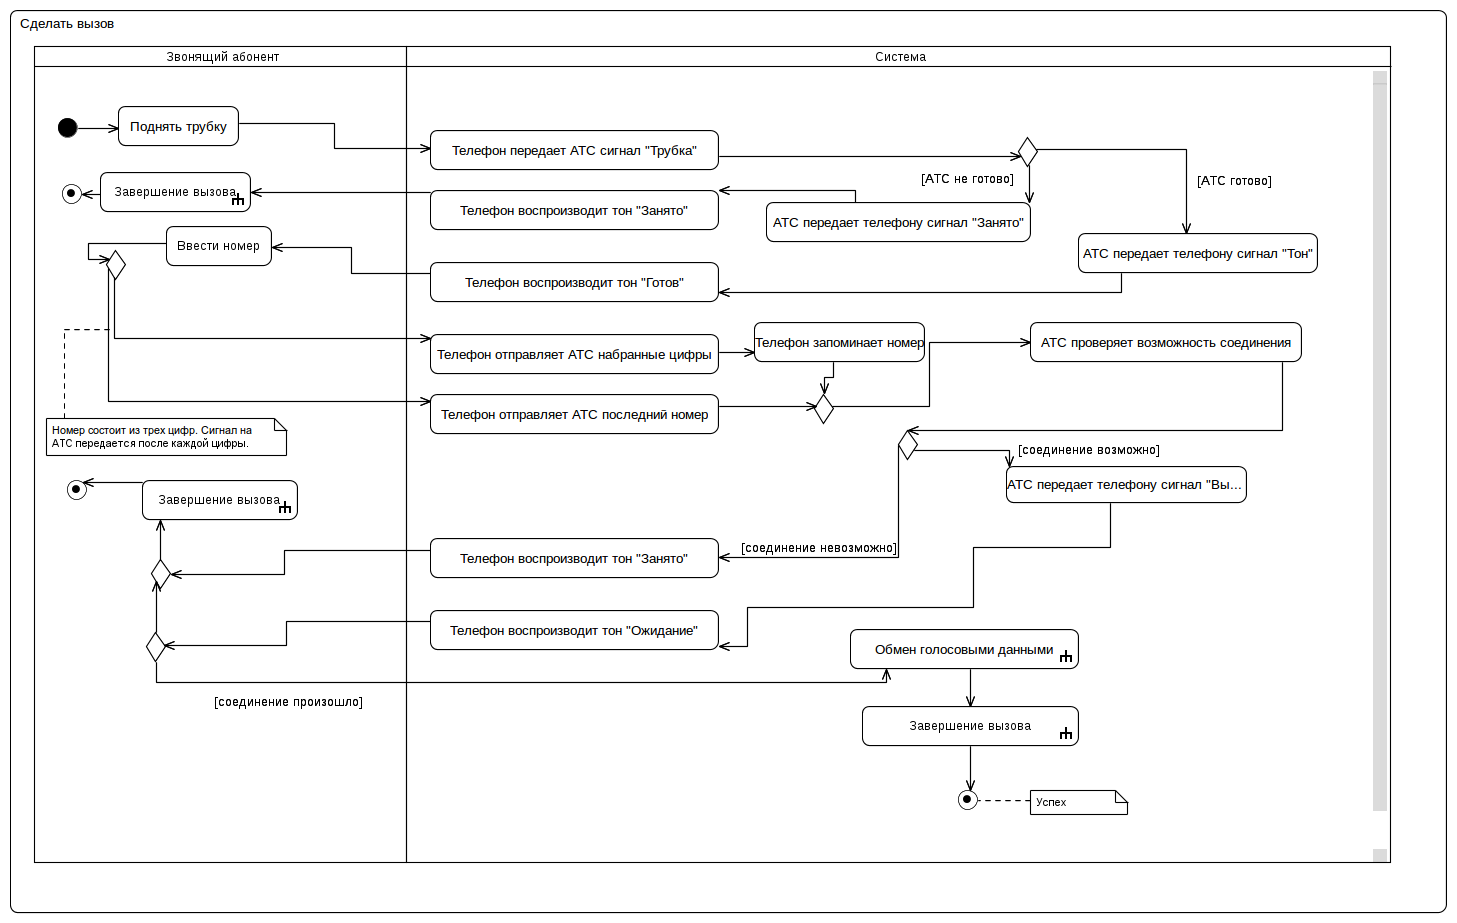 Сделать вызов
Звонящий абонент
Система
Поднять трубку
Телефон передает АТС сигнал "Трубка"
[АТС не готово]
[АТС готово]
Завершение вызова
Телефон воспроизводит тон "Занято"
АТС передает телефону сигнал "Занято"
Ввести номер
АТС передает телефону сигнал "Тон"
Телефон воспроизводит тон "Готов"
Телефон отправляет АТС набранные цифры
Телефон запоминает номер
АТС проверяет возможность соединения
Телефон отправляет АТС последний номер
Номер состоит из трех цифр. Сигнал на
АТС передается после каждой цифры.
[соединение возможно]
АТС передает телефону сигнал "Вы...
Завершение вызова
[соединение невозможно]
Телефон воспроизводит тон "Занято"
Телефон воспроизводит тон "Ожидание"
Обмен голосовыми данными
[соединение произошло]
Завершение вызова
Успех